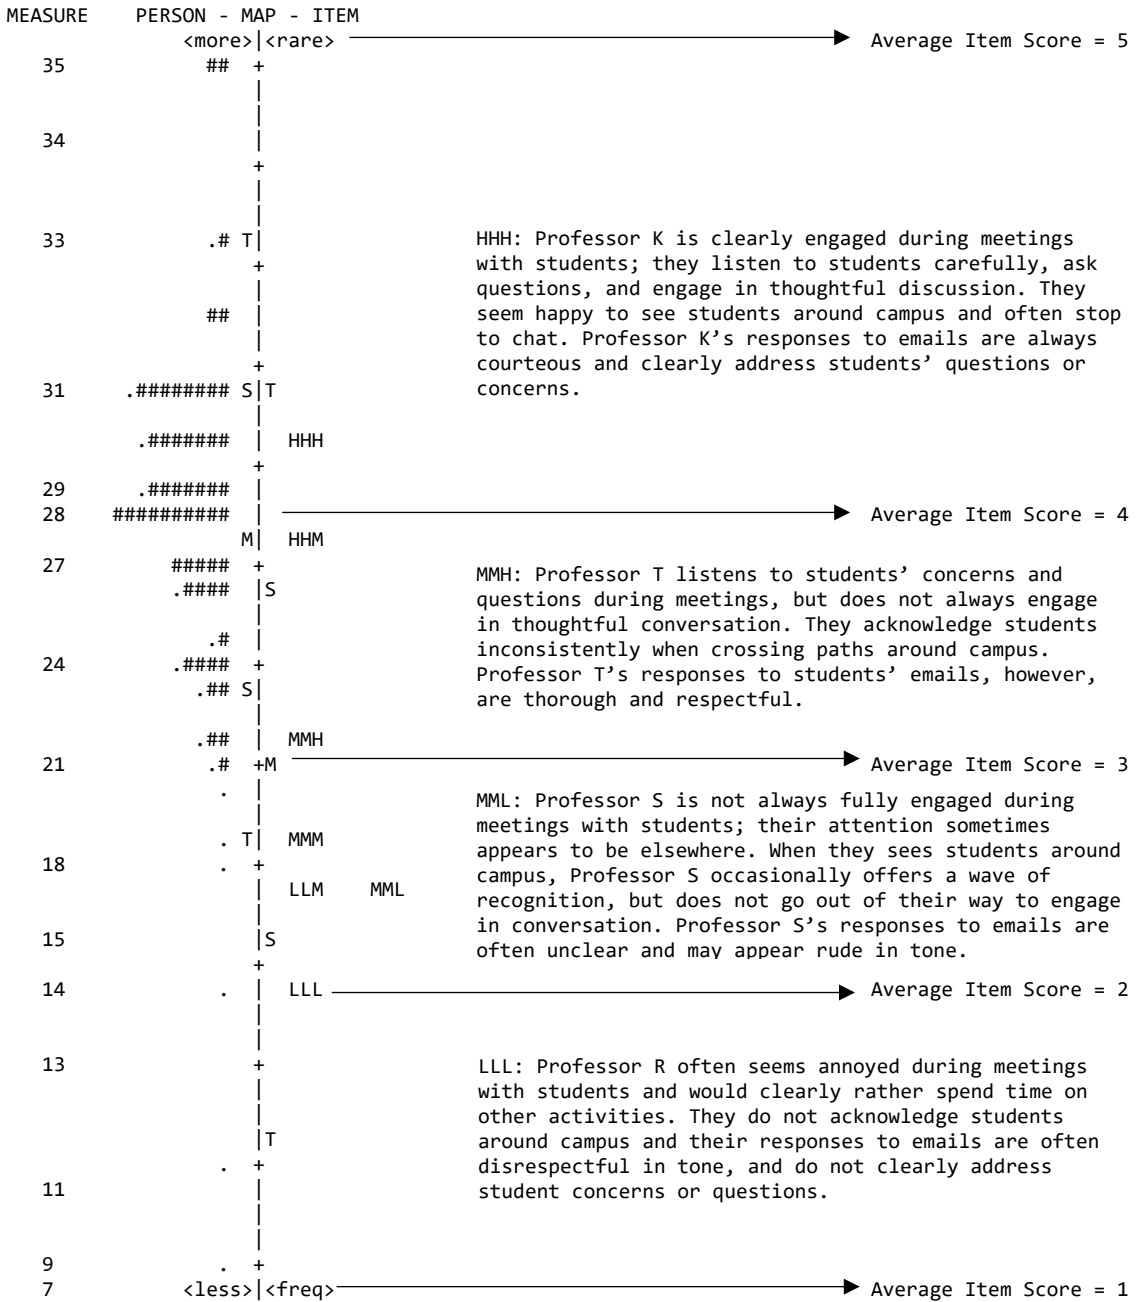 MEASURE PERSON - MAP - ITEM
<more>|<rare> Average Item Score = 5
35 ## +
|
|
34 |
+
|
|
33 .# T| HHH: Professor K is clearly engaged during meetings
+ with students; they listen to students carefully, ask
| questions, and engage in thoughtful discussion. They
## | seem happy to see students around campus and often stop
| to chat. Professor K’s responses to emails are always
+ courteous and clearly address students’ questions or
31 .######## S|T concerns.
|
.####### | HHH
+
29 .####### |
28 ########## | Average Item Score = 4
M| HHM
27 ##### + MMH: Professor T listens to students’ concerns and
.#### |S questions during meetings, but does not always engage
| in thoughtful conversation. They acknowledge students
.# | inconsistently when crossing paths around campus.
24 .#### + Professor T’s responses to students’ emails, however,
.## S| are thorough and respectful.
|
.## | MMH
21 .# +M Average Item Score = 3
. | MML: Professor S is not always fully engaged during
| meetings with students; their attention sometimes
. T| MMM appears to be elsewhere. When they sees students around
18 . + campus, Professor S occasionally offers a wave of
| LLM MML recognition, but does not go out of their way to engage
| in conversation. Professor S’s responses to emails are
15 |S often unclear and may appear rude in tone.
+
14 . | LLL Average Item Score = 2
|
|
13 + LLL: Professor R often seems annoyed during meetings
| with students and would clearly rather spend time on
| other activities. They do not acknowledge students
|T around campus and their responses to emails are often
. + disrespectful in tone, and do not clearly address
11 | student concerns or questions.
|
|
9 . +
7 <less>|<freq> Average Item Score = 1